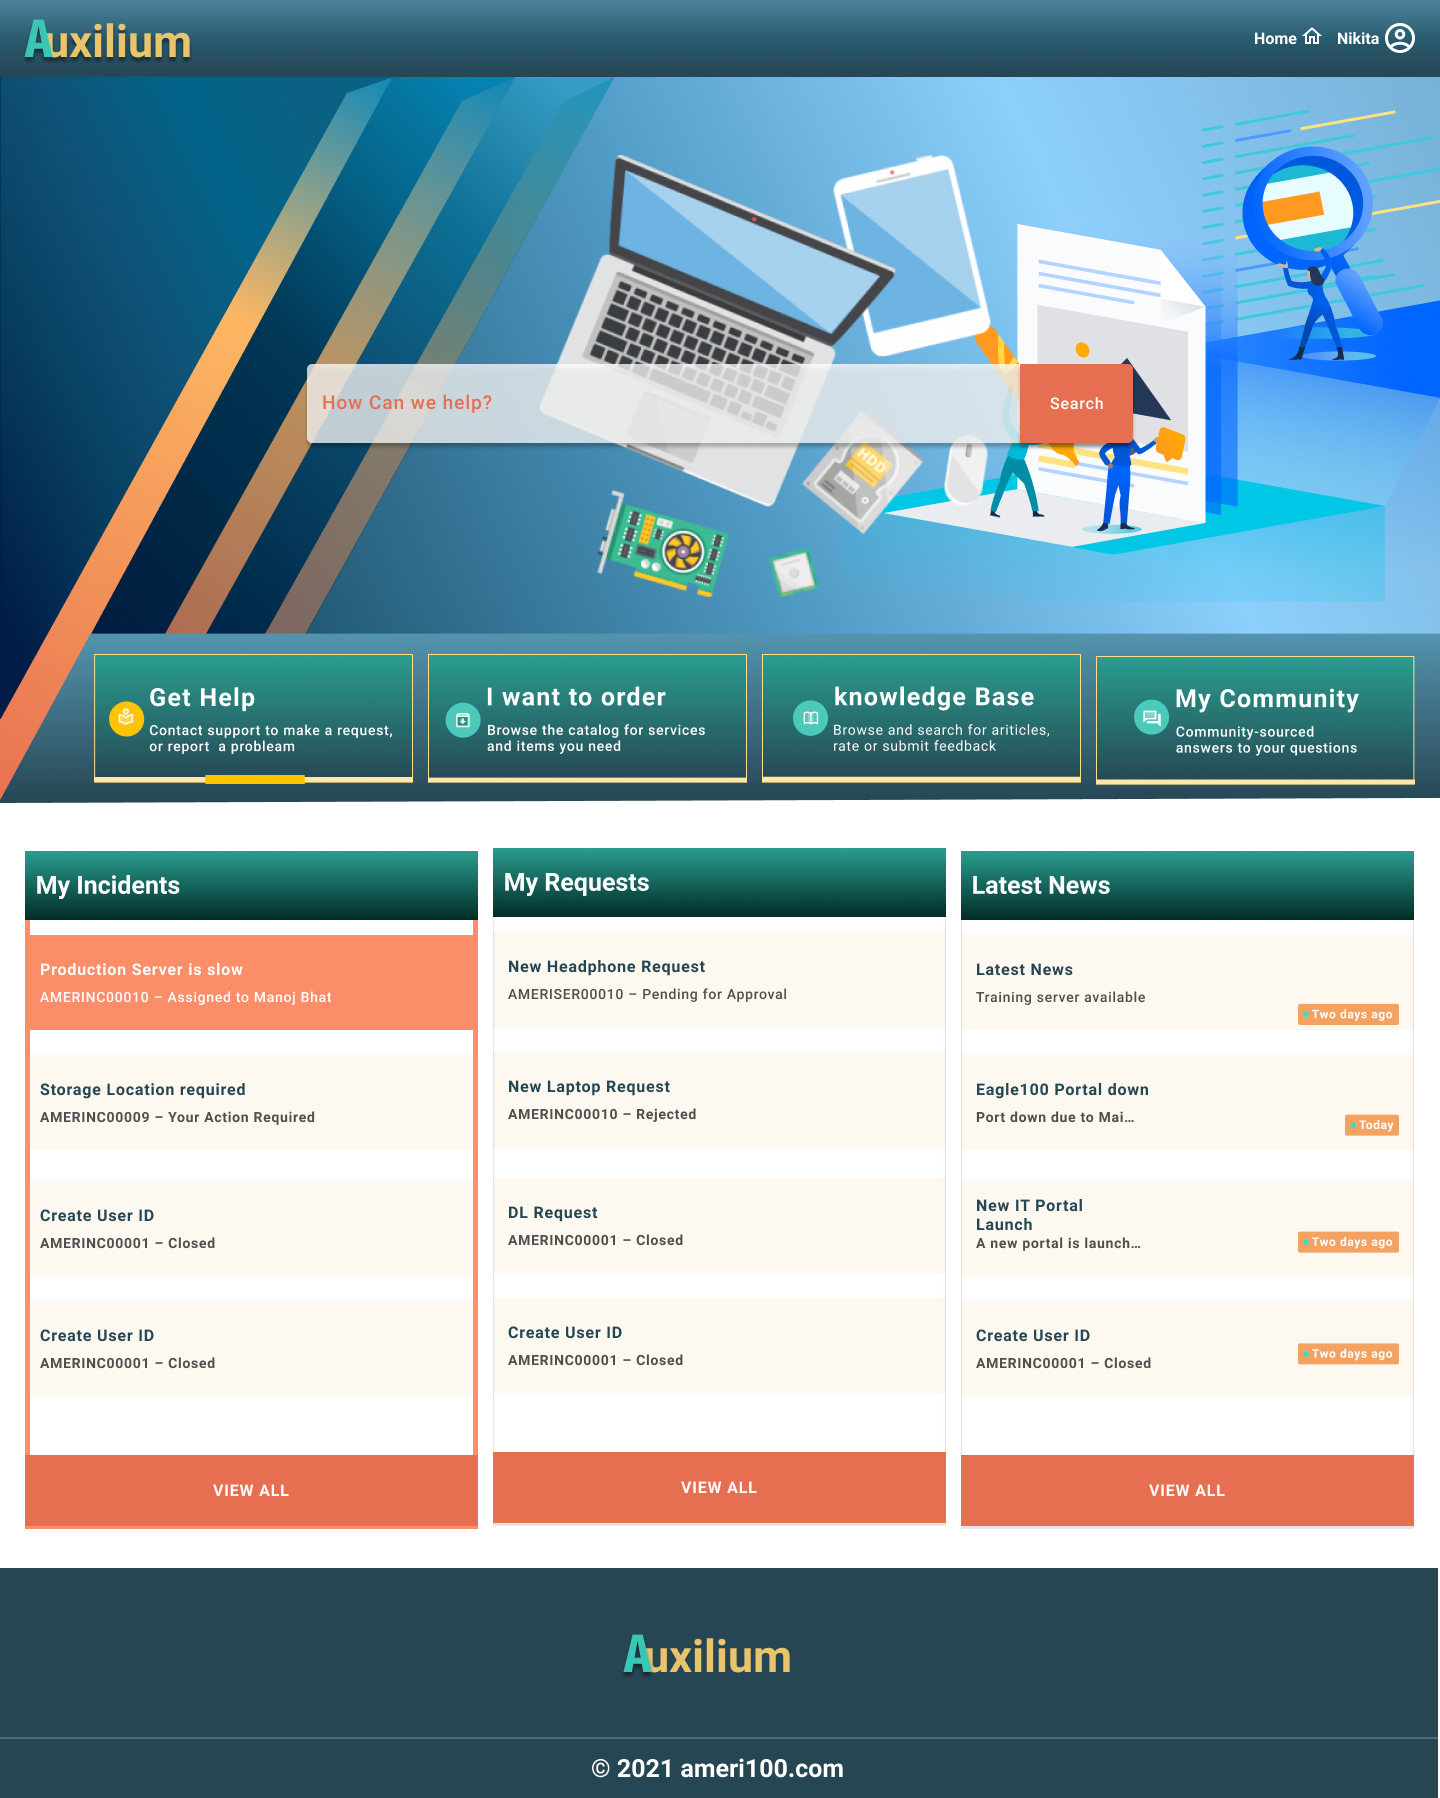 Auxilium
Home
Nikita
How Can we help?
Search
HDD
Get Help
Contact support to make a request,
or report  a probleam
I want to order
Browse the catalog for services
and items you need
knowledge Base
Browse and search for ariticles,
rate or submit feedback
My Community
Community-sourced
answers to your questions
My Incidents
Production Server is slow
AMERINC00010 – Assigned to Manoj Bhat
Storage Location required
AMERINC00009 – Your Action Required
Create User ID
AMERINC00001 – Closed
Create User ID
AMERINC00001 – Closed
VIEW ALL
My Requests
New Headphone Request
AMERISER00010 – Pending for Approval
New Laptop Request
AMERINC00010 – Rejected
DL Request
AMERINC00001 – Closed
Create User ID
AMERINC00001 – Closed
VIEW ALL
Latest News
Latest News
Training server available
Two days ago
Eagle100 Portal down
Port down due to Mai...
Today
New IT Portal
Launch
A new portal is launch...
Two days ago
Create User ID
AMERINC00001 – Closed
Two days ago
VIEW ALL
Auxilium
© 2021 ameri100.com